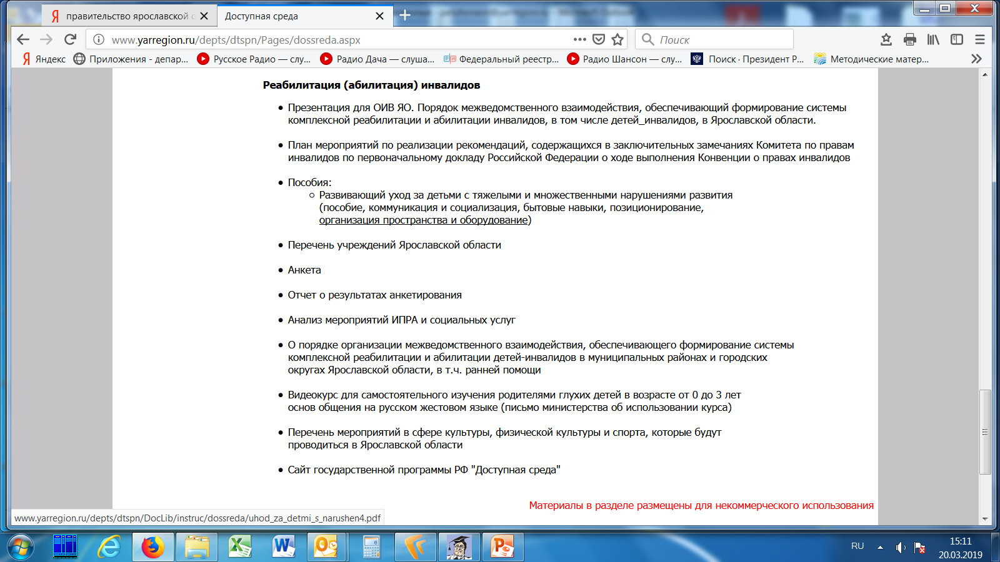 правительство ярославской с
Доступная среда
www.yarregion.ru/depts/dtspn/Pages/dossreda.aspx
Поиск
Яндекс
Приложения - депар...
Русское Радио — слу...
Радио Дача — слуша...
Федеральный реестр...
Радио Шансон — слу...
Поиск · Президент Р...
Методические матер...
Реабилитация (абилитация) инвалидов
Презентация для ОИВ ЯО. Порядок межведомственного взаимодействия, обеспечивающий формирование системы
комплексной реабилитации и абилитации инвалидов, в том числе детей_инвалидов, в Ярославской области.
План мероприятий по реализации рекомендаций, содержащихся в заключительных замечаниях Комитета по правам
инвалидов по первоначальному докладу Российской Федерации о ходе выполнения Конвенции о правах инвалидов
Пособия:
Развивающий уход за детьми с тяжелыми и множественными нарушениями развития
(пособие, коммуникация и социализация, бытовые навыки, позиционирование,
организация пространства и оборудование)
Перечень учреждений Ярославской области
Анкета
Отчет о результатах анкетирования
Анализ мероприятий ИПРА и социальных услуг
О порядке организации межведомственного взаимодействия, обеспечивающего формирование системы
комплексной реабилитации и абилитации детей-инвалидов в муниципальных районах и городских
округах Ярославской области, в т.ч. ранней помощи
Видеокурс для самостоятельного изучения родителями глухих детей в возрасте от 0 до 3 лет
основ общения на русском жестовом языке (письмо министерства об использовании курса)
Перечень мероприятий в сфере культуры, физической культуры и спорта, которые будут
проводиться в Ярославской области
Сайт государственной программы РФ "Доступная среда"
Материалы в разделе размещены для некоммерческого использования
www.yarregion.ru/depts/dtspn/DocLib/instruc/dossreda/uhod_za_detmi_s_narushen4.pdf
RU
15:11
20.03.2019